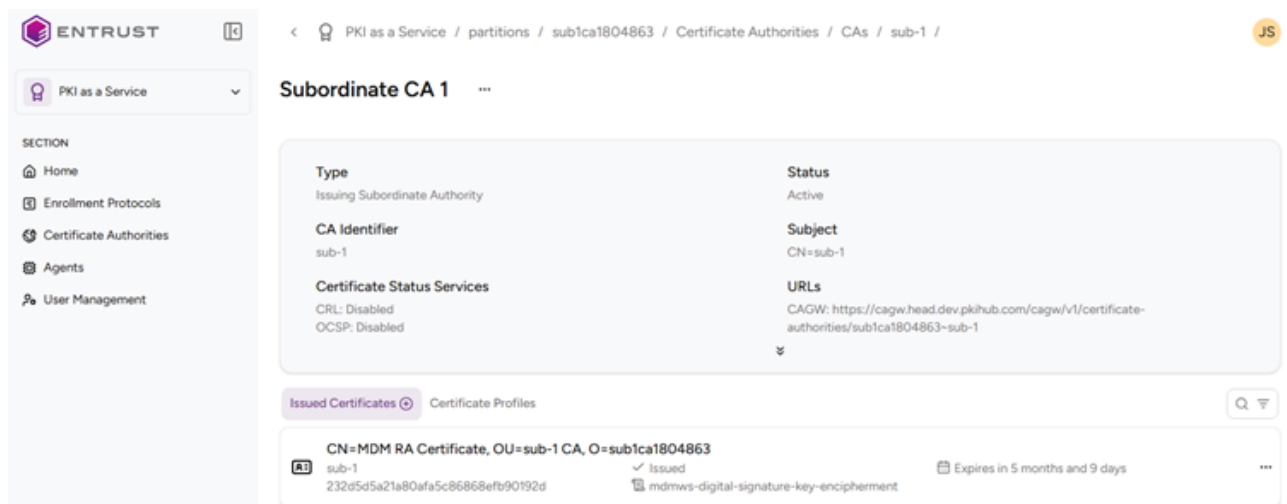 ENTRUST
PKI as a Service / partitions / sub1ca1804863 / Certificate Authorities / CAs / sub-1 /
JS
PKI as a Service
SECTION
Home
Enrollment Protocols
Certificate Authorities
Agents
User Management
Subordinate CA 1 ...
Type
Issuing Subordinate Authority
Status
Active
CA Identifier
sub-1
Subject
CN=sub-1
Certificate Status Services
CRL: Disabled
OCSP: Disabled
URLs
CAGW: https://cagw.head.dev.pkihub.com/cagw/v1/certificate-
authorities/sub1ca1804863~sub-1
Issued Certificates
Certificate Profiles
CN=MDM RA Certificate, OU=sub-1 CA, O=sub1ca1804863
sub-1
232d5d5a21a80afa5c86868efb90192d
Issued
mdmws-digital-signature-key-encipherment
Expires in 5 months and 9 days